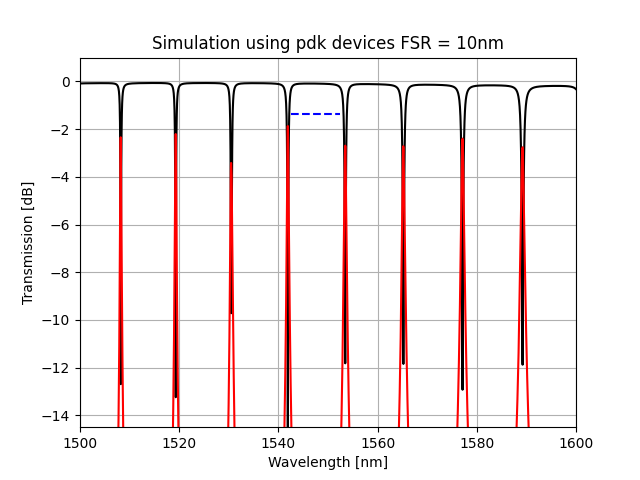 Simulation using pdk devices FSR = 10nm
Transmission [dB]
0
−2
−4
−6
−8
−10
−12
−14
1500 1520 1540 1560 1580 1600
Wavelength [nm]